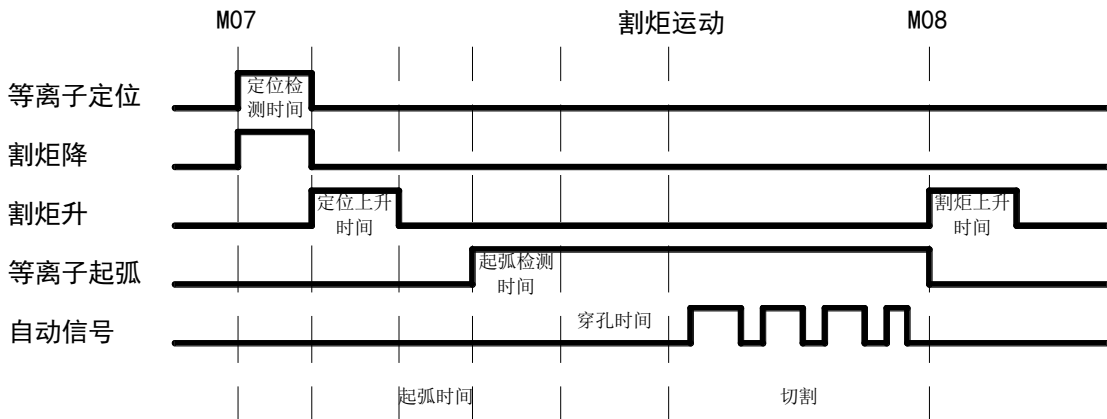 M07 割炬运动 M08
等离子定位
定位检
测时间
割炬降
割炬升
定位上升
时间
割炬上升
时间
等离子起弧
起弧检测
时间
自动信号
穿孔时间
起弧时间 切割